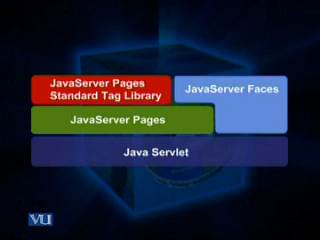 JavaServer Pages
Standard Tag Library
JavaServer Faces
JavaServer Pages
Java Servlet
VU